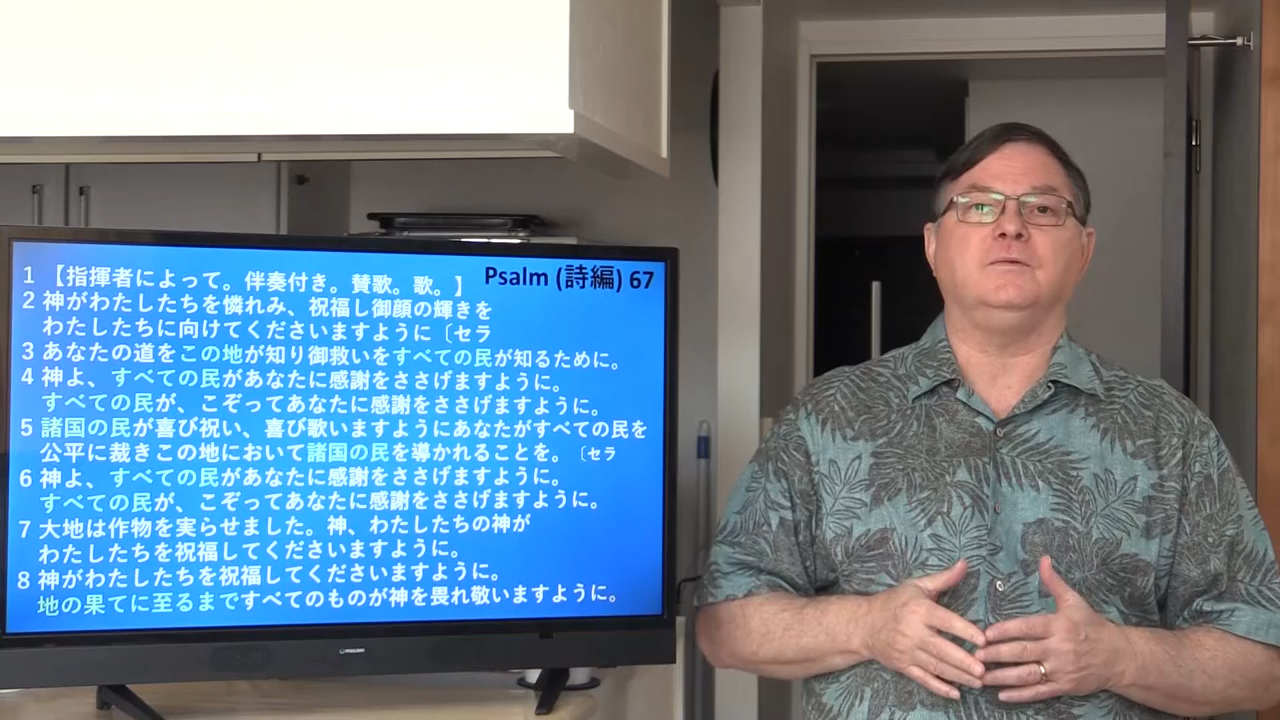 Psalm (詩編) 67
1 【指揮者によって。伴奏付き。賛歌。歌。】
2 神がわたしたちを憐れみ、祝福し御顔の輝きを
わたしたちに向けてくださいますように〔セラ
3 あなたの道をこの地が知り御救いをすべての民が知るために。
4 神よ、すべての民があなたに感謝をささげますように。
すべての民が、こぞってあなたに感謝をささげますように。
5 諸国の民が喜び祝い、喜び歌いますようにあなたがすべての民を
公平に裁きこの地において諸国の民を導かれることを。〔セラ
6 神よ、すべての民があなたに感謝をささげますように。
すべての民が、こぞってあなたに感謝をささげますように。
7 大地は作物を実らせました。神、わたしたちの神が
わたしたちを祝福してくださいますように。
8 神がわたしたちを祝福してくださいますように。
地の果てに至るまですべてのものが神を畏れ敬いますように。